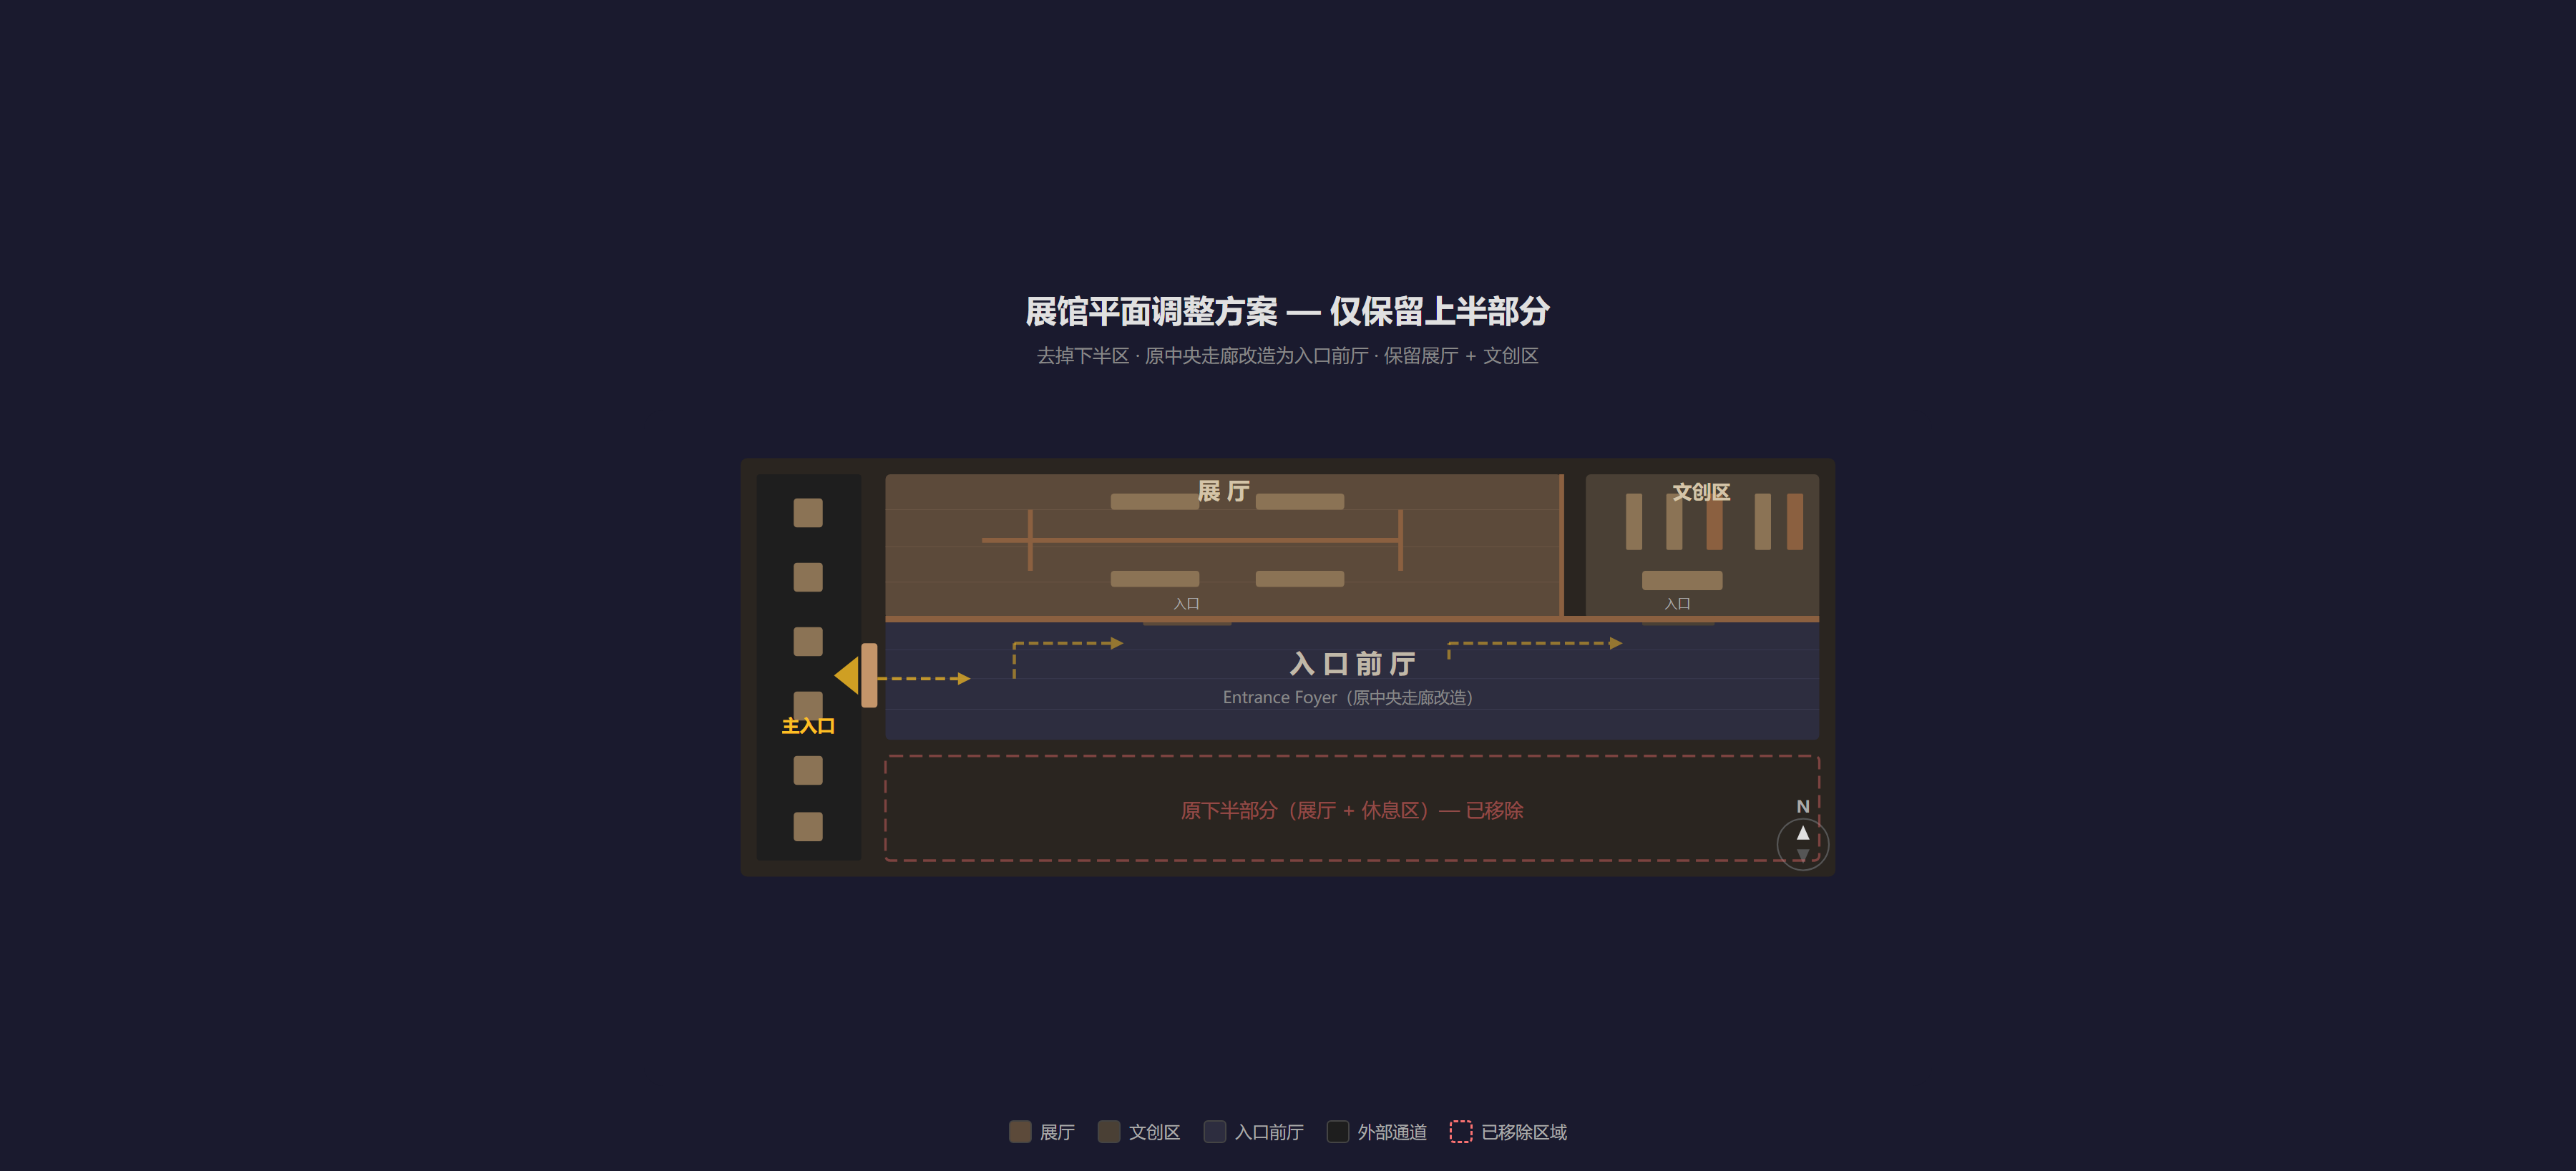 展馆平面调整方案 — 仅保留上半部分
去掉下半区 · 原中央走廊改造为入口前厅 · 保留展厅 + 文创区
展厅
文创区
入口
入口
入口前厅
Entrance Foyer（原中央走廊改造）
主入口
原下半部分（展厅 + 休息区）— 已移除
N
展厅
文创区
入口前厅
外部通道
已移除区域